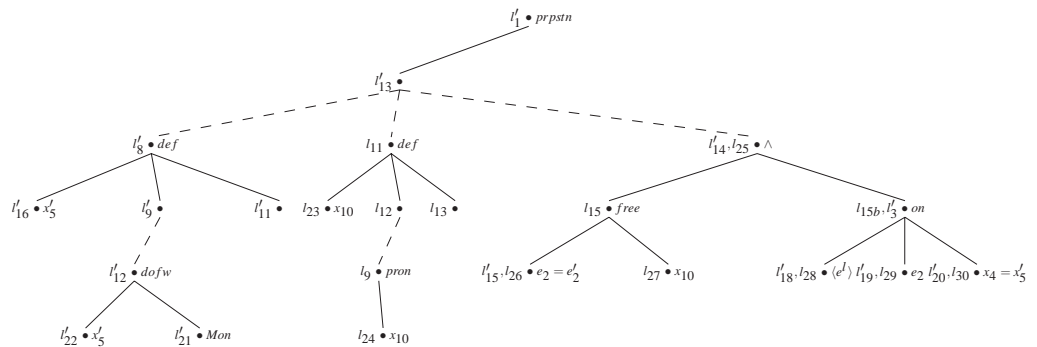 l′1 • prpstn
l′13 •
l′8 • def l11 • def l′14, l25 • ∧
l′16 • x′5 l′9 • l′11 • l23 • x10 l12 • l13 • l15 • free l15b, l′3 • on
l′12 • dofw l9 • pron l′15, l26 • e2 = e′2 l27 • x10 l′18, l28 • ⟨e^l⟩ l′19, l29 • e2 l′20, l30 • x4 = x′5
l′22 • x′5 l′21 • Mon l24 • x10